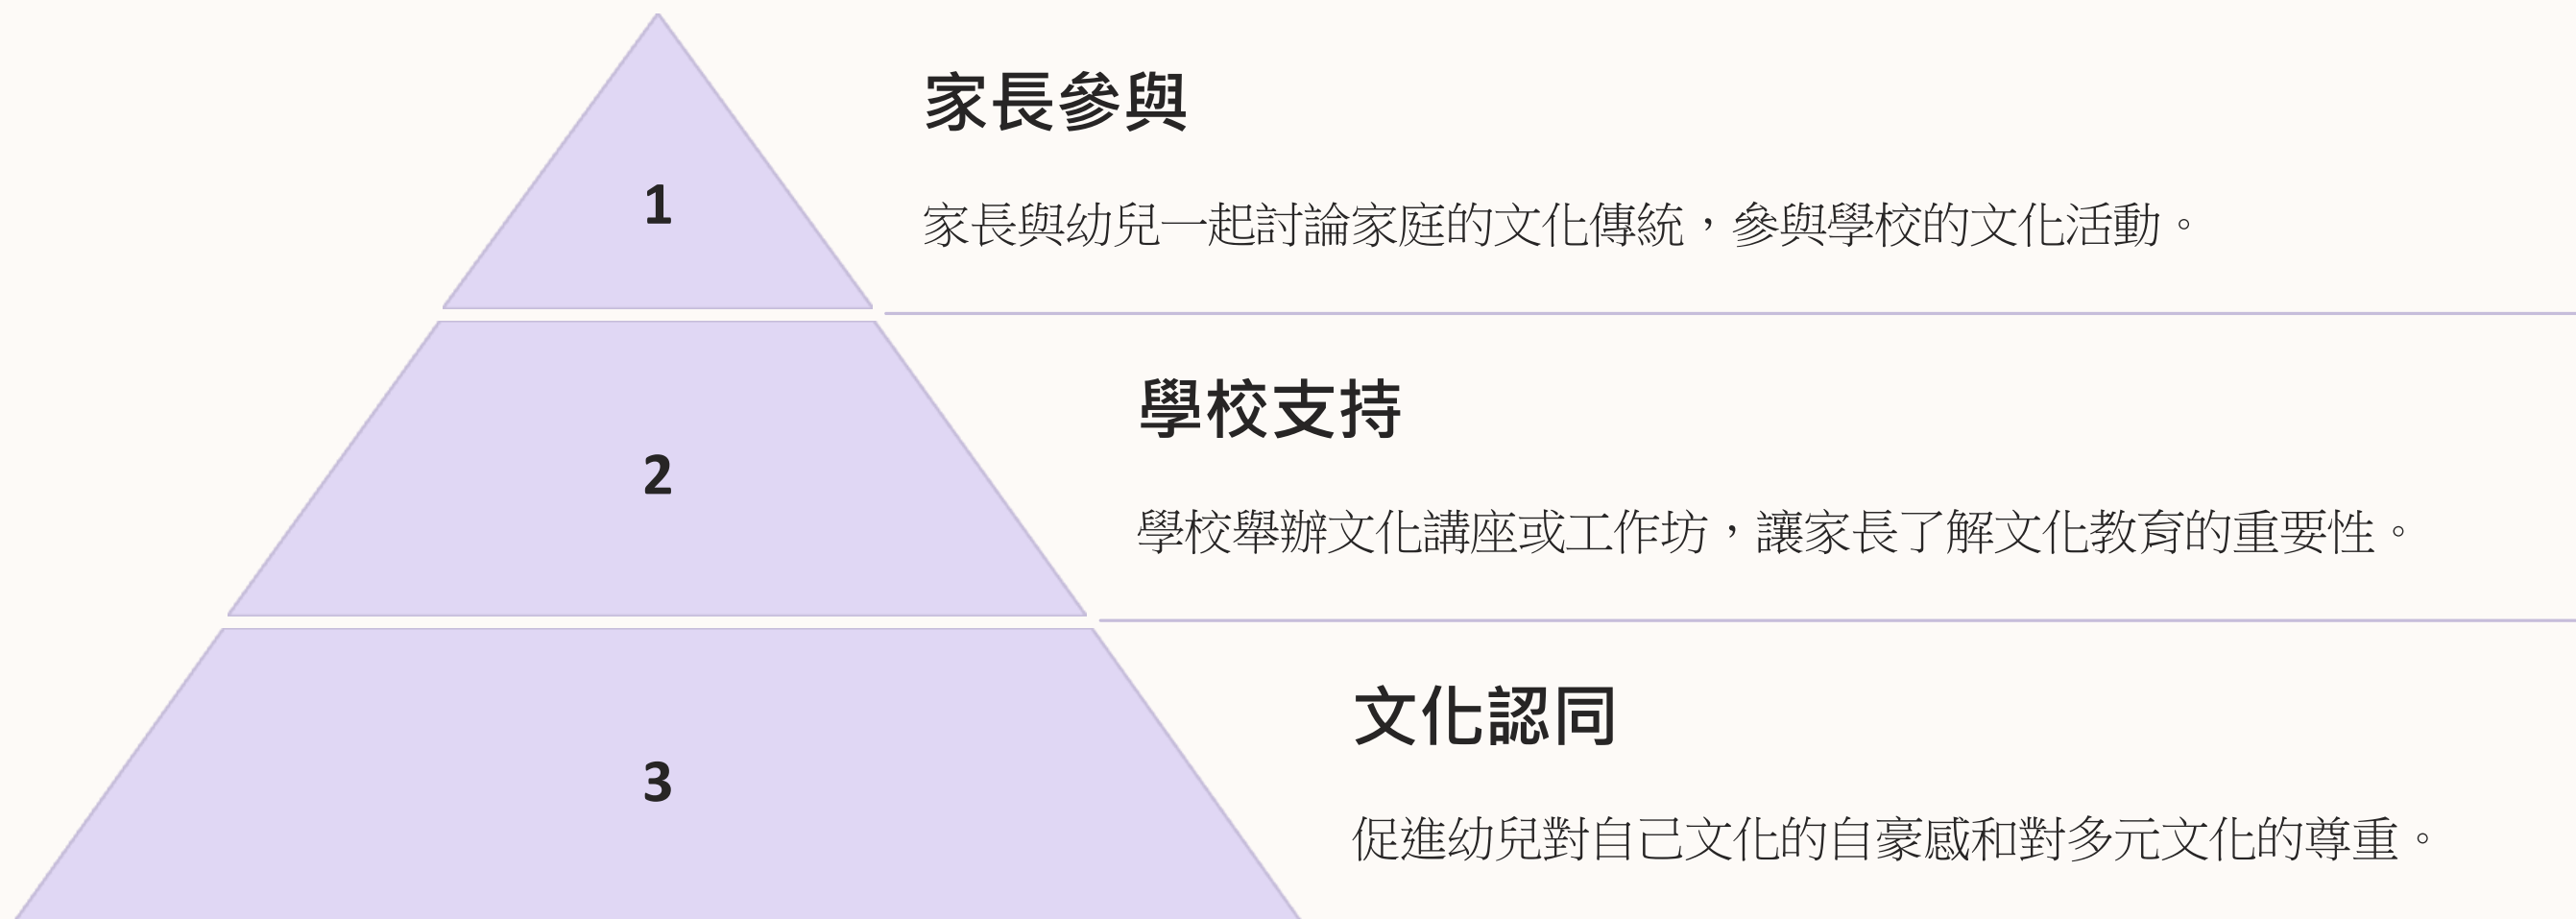 1
家長參與
家長與幼兒一起討論家庭的文化傳統，參與學校的文化活動。
2
學校支持
學校舉辦文化講座或工作坊，讓家長了解文化教育的重要性。
3
文化認同
促進幼兒對自己文化的自豪感和對多元文化的尊重。